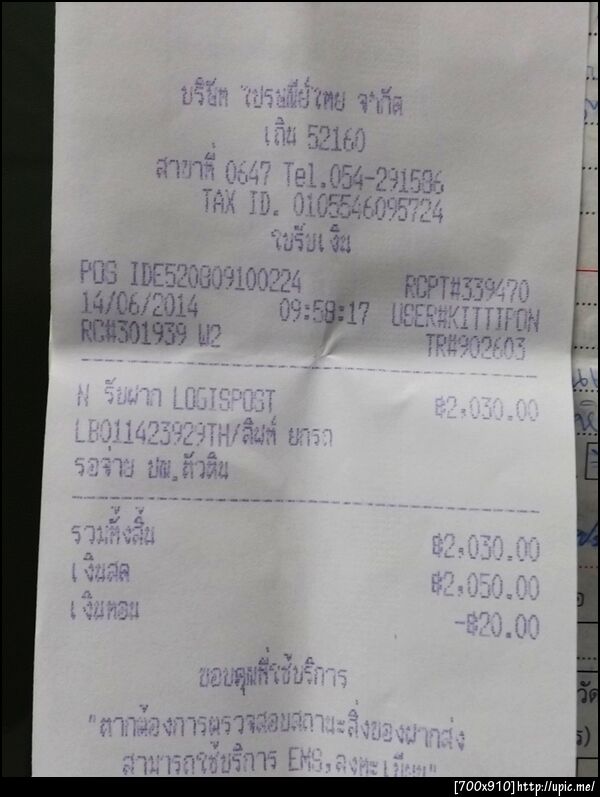 บริษัท ไปรษณีย์ไทย จำกัด
เถิน 52160
สาขาที่ 0647 Tel.054-291586
TAX ID. 0105546095724
ใบรับเงิน
POS IDE520809100224 RCPT#339470
14/06/2014 09:58:17 USER#KITTIPON
RC#301939 W2 TR#902603
N รับฝาก LOGISPOST ฿2,030.00
LB011423929TH/ลิฟท์ ยกรถ
รอจ่าย ปณ.ตัวดิน
รวมทั้งสิ้น ฿2,030.00
เงินสด ฿2,050.00
เงินทอน -฿20.00
ขอบคุณที่ใช้บริการ
"หากต้องการตรวจสอบสถานะสิ่งของฝากส่ง
สามารถใช้บริการ EMS,ลงทะเบียน"
[700x910]http://upic.me/